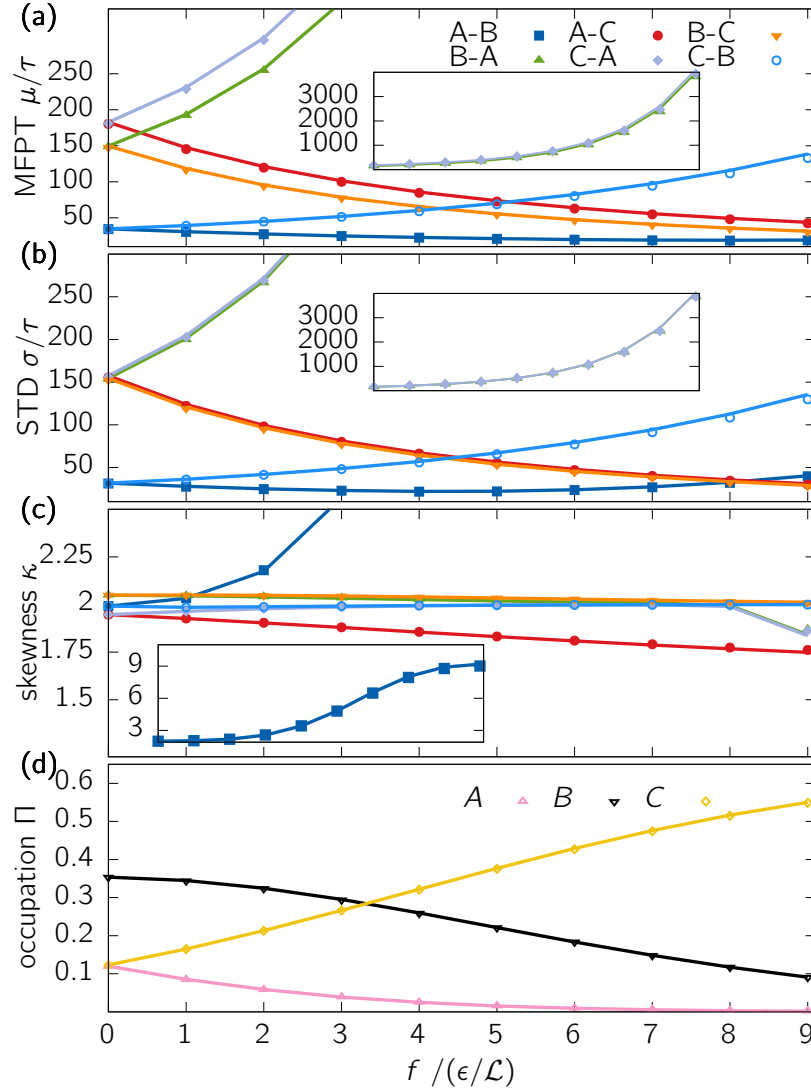 (a)
A-B A-C B-C
B-A C-A C-B
MFPT μ/τ
250
200
150
100
50
3000
2000
1000
(b)
STD σ/τ
250
200
150
100
50
3000
2000
1000
(c)
skewness κ
2.25
2
1.75
1.5
9
6
3
(d)
A B C
occupation Π
0.6
0.5
0.4
0.3
0.2
0.1
0 1 2 3 4 5 6 7 8 9
f /(ϵ/ℒ)